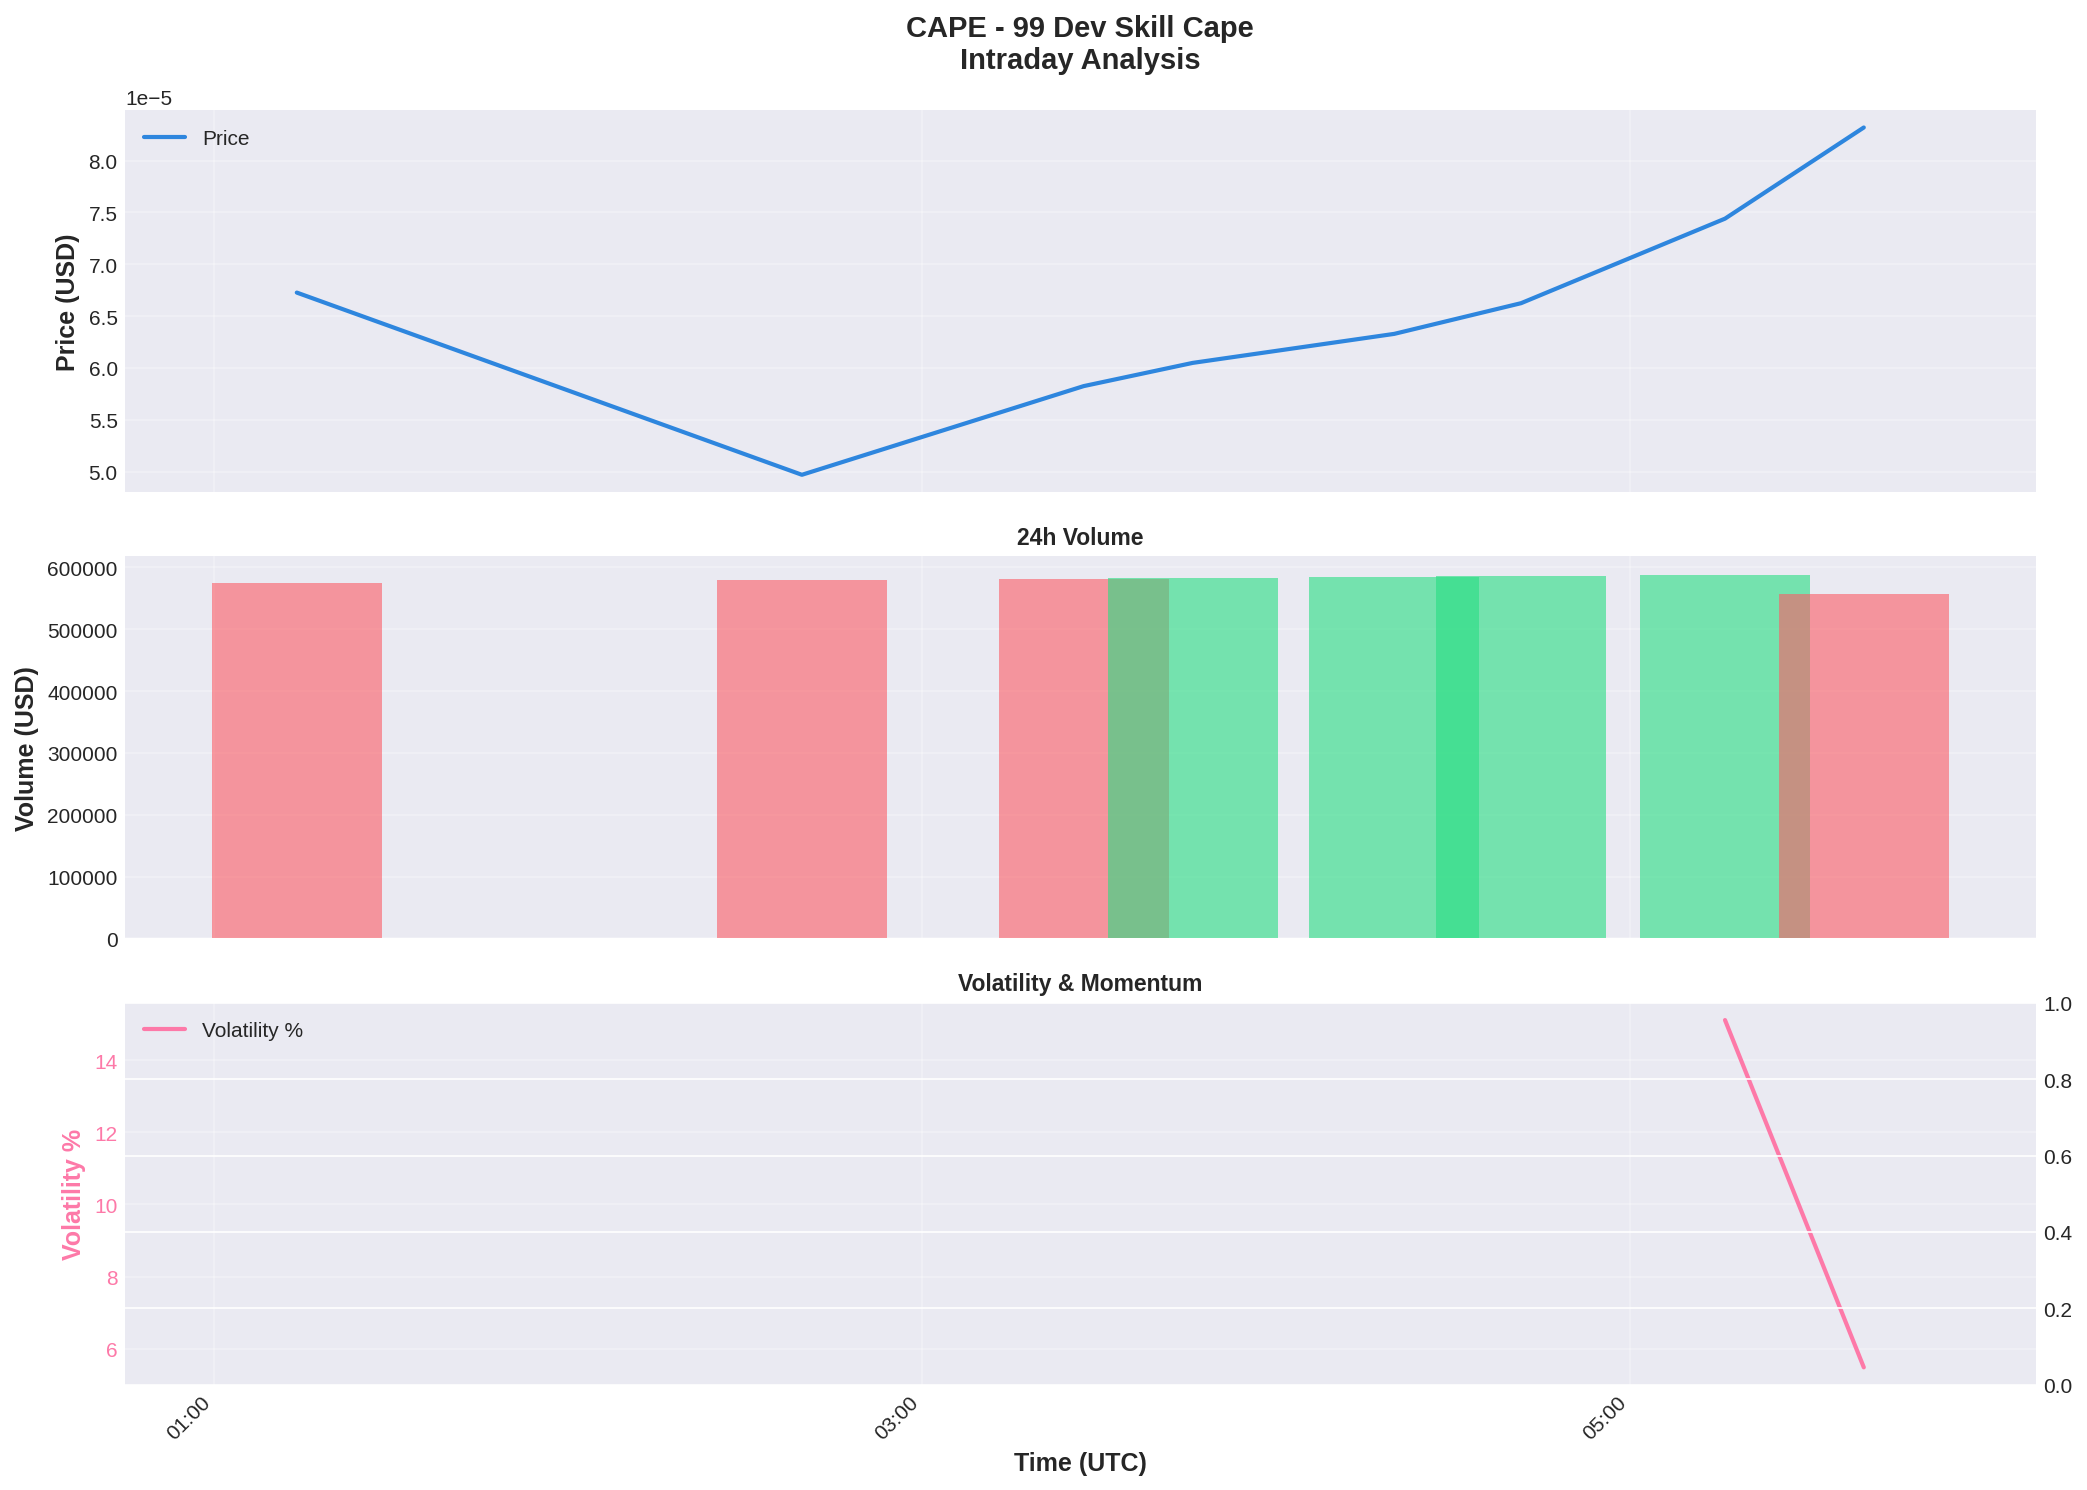 CAPE - 99 Dev Skill Cape
Intraday Analysis
1e−5
Price
8.0
7.5
7.0
6.5
6.0
5.5
5.0
Price (USD)
24h Volume
600000
500000
400000
300000
200000
100000
0
Volume (USD)
Volatility & Momentum
Volatility %
14
12
10
8
6
Volatility %
1.0
0.8
0.6
0.4
0.2
0.0
01:00
03:00
05:00
Time (UTC)